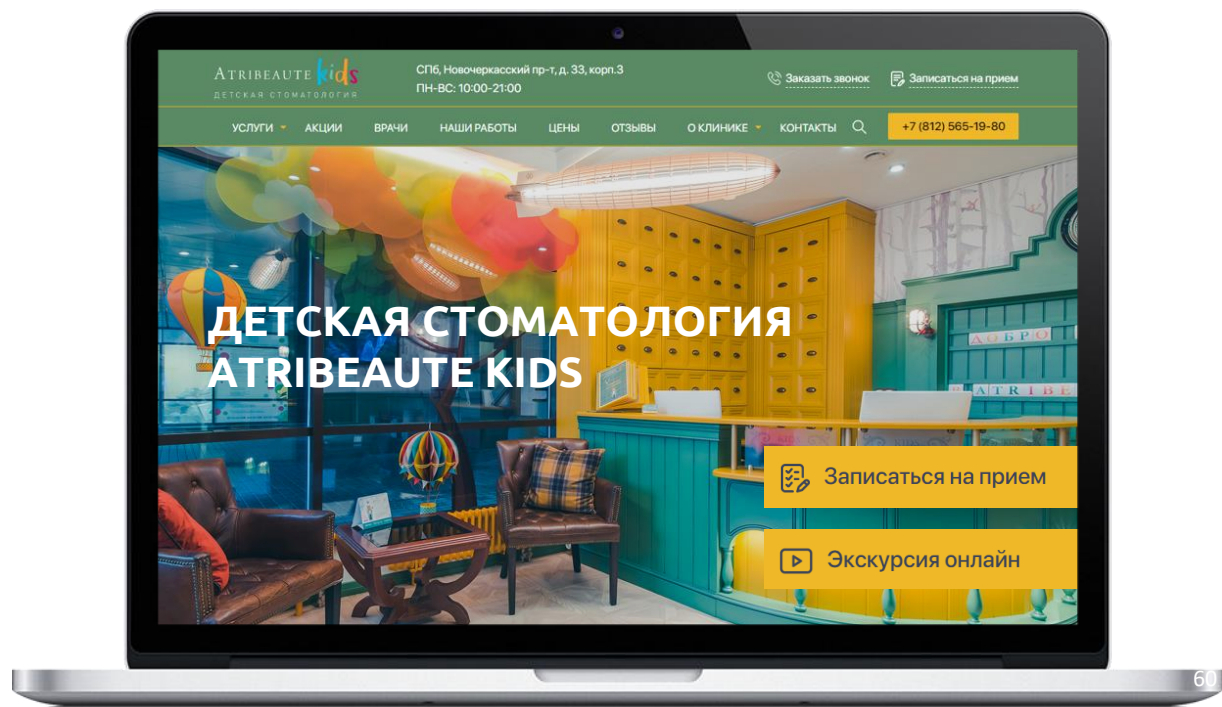 ATRIBEAUTE kids
ДЕТСКАЯ СТОМАТОЛОГИЯ
СПб, Новочеркасский пр-т, д. 33, корп.3
ПН-ВС: 10:00-21:00
Заказать звонок
Записаться на прием
УСЛУГИ
АКЦИИ
ВРАЧИ
НАШИ РАБОТЫ
ЦЕНЫ
ОТЗЫВЫ
О КЛИНИКЕ
КОНТАКТЫ
+7 (812) 565-19-80
ДЕТСКАЯ СТОМАТОЛОГИЯ
ATRIBEAUTE KIDS
ДОБРО
ATRIBE
Записаться на прием
Экскурсия онлайн
60